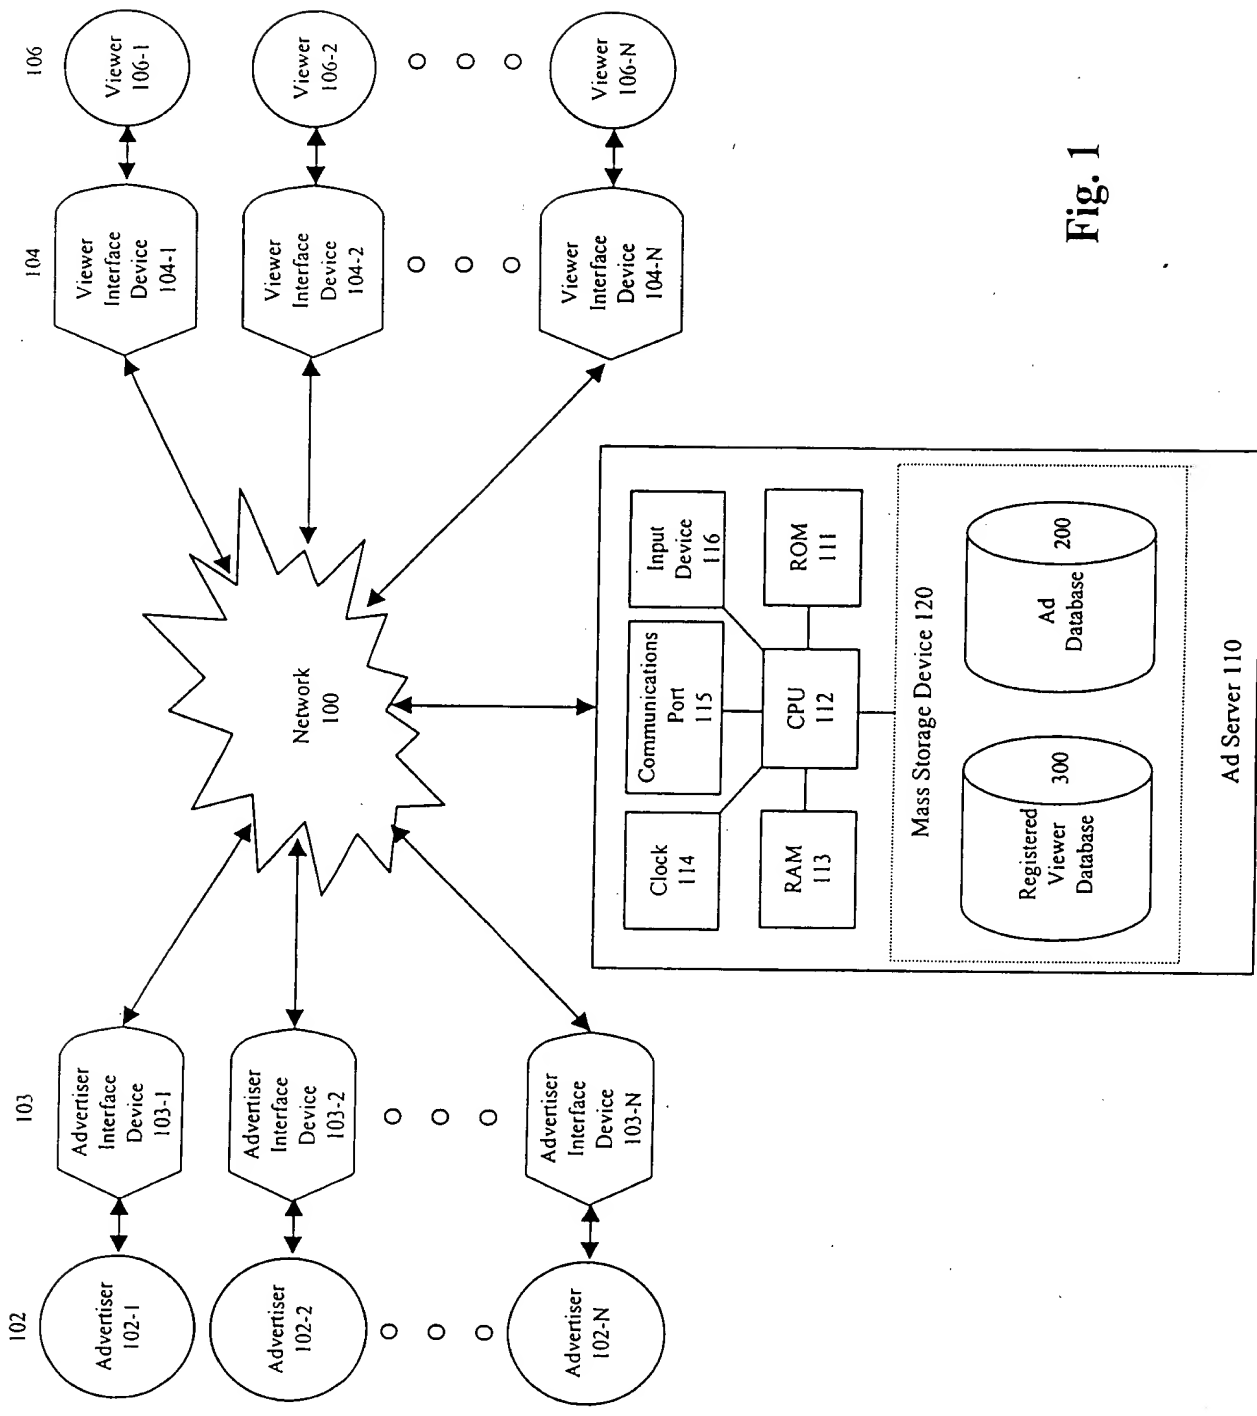 102
103
104
106
Advertiser
102-1
Advertiser
Interface
Device
103-1
Viewer
Interface
Device
104-1
Viewer
106-1
Advertiser
102-2
Advertiser
Interface
Device
103-2
Network
100
Viewer
Interface
Device
104-2
Viewer
106-2
Advertiser
102-N
Advertiser
Interface
Device
103-N
Viewer
Interface
Device
104-N
Viewer
106-N
Clock
114
Communications
Port
115
Input
Device
116
RAM
113
CPU
112
ROM
111
Mass Storage Device 120
Registered
Viewer
Database
300
Ad
Database
200
Ad Server 110
Fig. 1